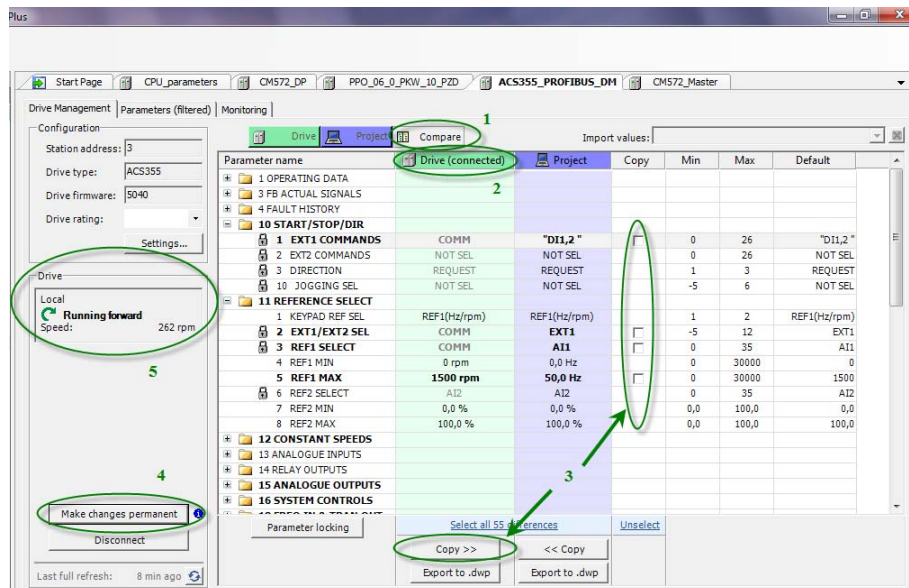 Plus
Start Page CPU_parameters CM572_DP PPO_06_0_PKW_10_PZD ACS355_PROFIBUS_DM CM572_Master
Drive Management Parameters (filtered) Monitoring
Configuration
Station address: 3
Drive type: ACS355
Drive firmware: 5040
Drive rating:
Settings...
Drive
Local
Running forward
Speed: 262 rpm
5
4
Make changes permanent
Disconnect
Last full refresh: 8 min ago
1
Drive Project Compare Import values:
Parameter name Drive (connected) Project Copy Min Max Default
2
1 OPERATING DATA
3 FB ACTUAL SIGNALS
4 FAULT HISTORY
10 START/STOP/DIR
1 EXT1 COMMANDS COMM "DI1,2 " 0 26 "DI1,2 "
2 EXT2 COMMANDS NOT SEL NOT SEL 0 26 NOT SEL
3 DIRECTION REQUEST REQUEST 1 3 REQUEST
10 JOGGING SEL NOT SEL NOT SEL -5 6 NOT SEL
11 REFERENCE SELECT
1 KEYPAD REF SEL REF1(Hz/rpm) REF1(Hz/rpm) 1 2 REF1(Hz/rpm)
2 EXT1/EXT2 SEL COMM EXT1 -5 12 EXT1
3 REF1 SELECT COMM AI1 0 35 AI1
4 REF1 MIN 0 rpm 0,0 Hz 0 30000 0
5 REF1 MAX 1500 rpm 50,0 Hz 0 30000 1500
6 REF2 SELECT AI2 AI2 0 35 AI2
7 REF2 MIN 0,0 % 0,0 % 0,0 100,0 0,0
8 REF2 MAX 100,0 % 100,0 % 0,0 100,0 100,0
12 CONSTANT SPEEDS
13 ANALOGUE INPUTS
14 RELAY OUTPUTS
15 ANALOGUE OUTPUTS
16 SYSTEM CONTROLS
3
Parameter locking Select all 55 differences Unselect
Copy >> << Copy
Export to .dwp Export to .dwp